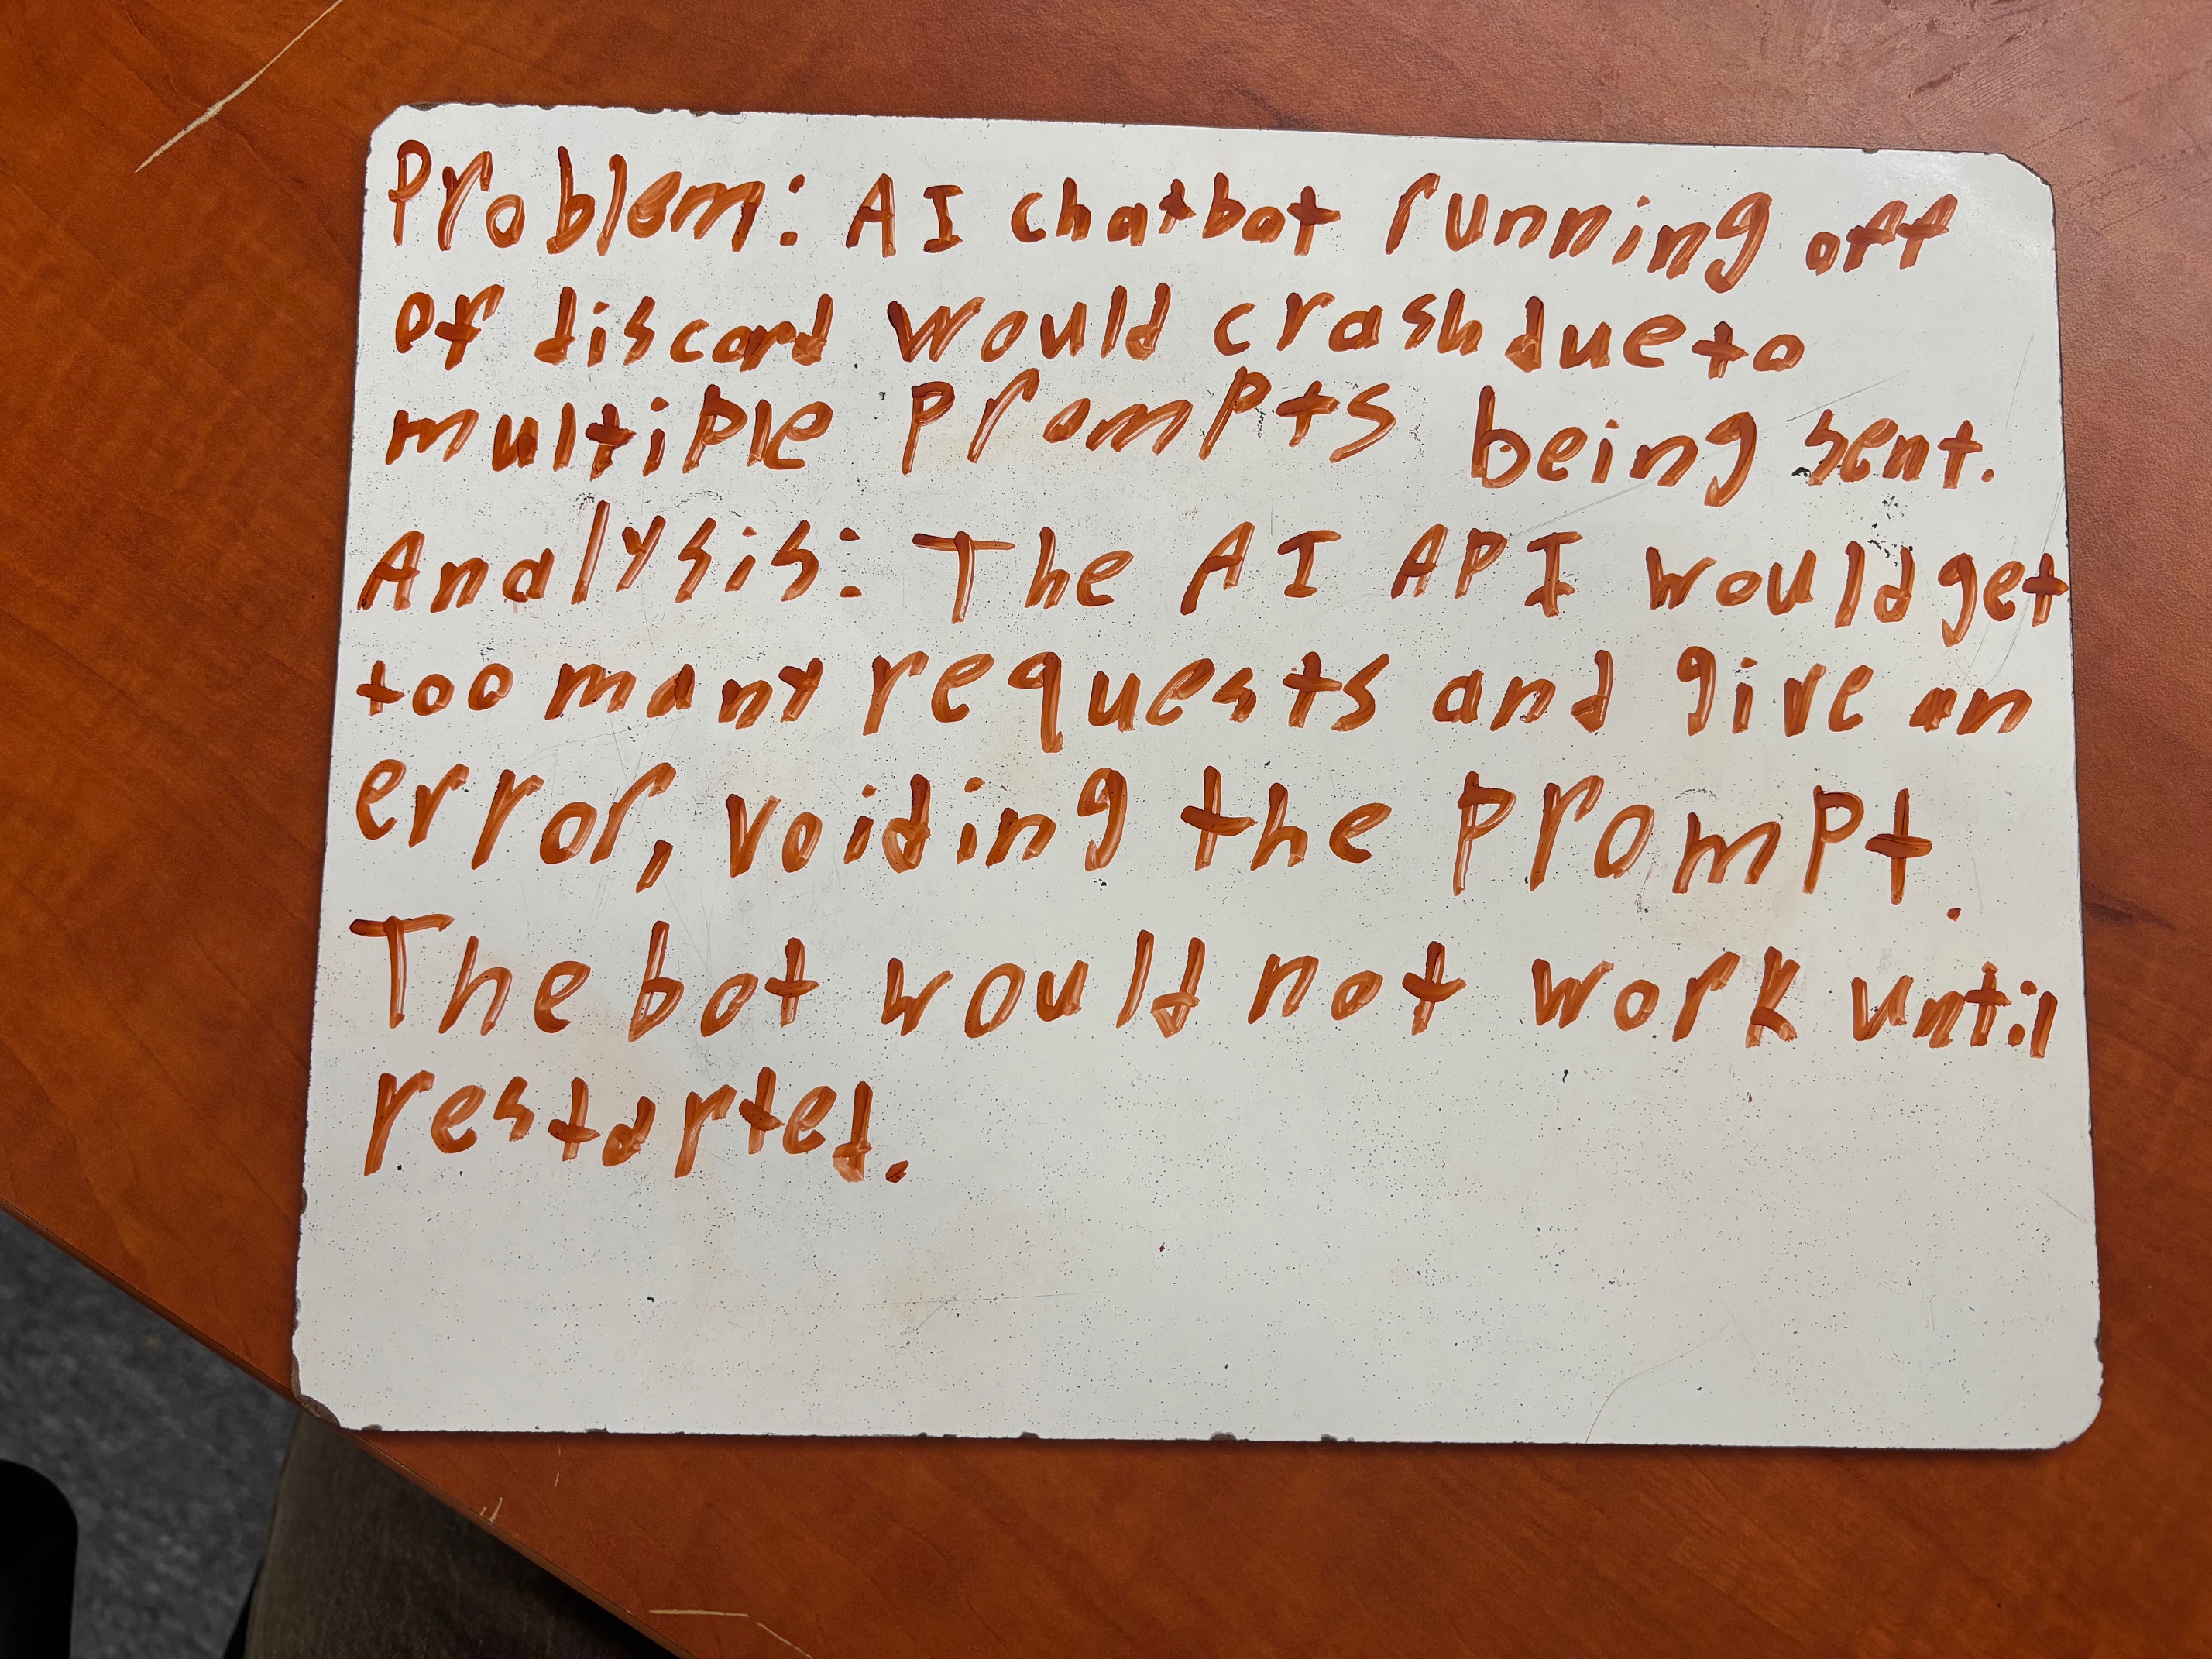 Problem: AI chatbot running off
of discord would crash due to
multiple prompts being sent.
Analysis: The AI API would get
too many requests and give an
error, voiding the prompt.
The bot would not work until
restarted.